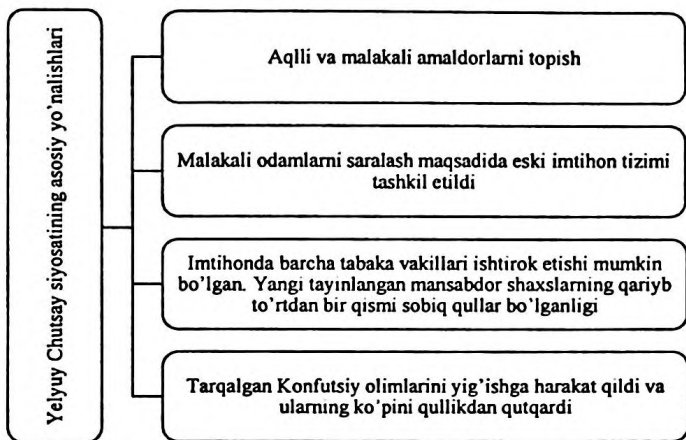 Yelyuy Chutsay siyosatining asosiy yo'nalishlari
Aqlli va malakali amaldorlarni topish
Malakali odamlarni saralash maqsadida eski imtihon tizimi
tashkil etildi
Imtihonda barcha tabaka vakillari ishtirok etishi mumkin
bo'lgan. Yangi tayinlangan mansabdor shaxslarning qariyb
to'rtdan bir qismi sobiq qullar bo'lganligi
Tarqalgan Konfutsiy olimlarini yig'ishga harakat qildi va
ularning ko'pini qullikdan qutqardi